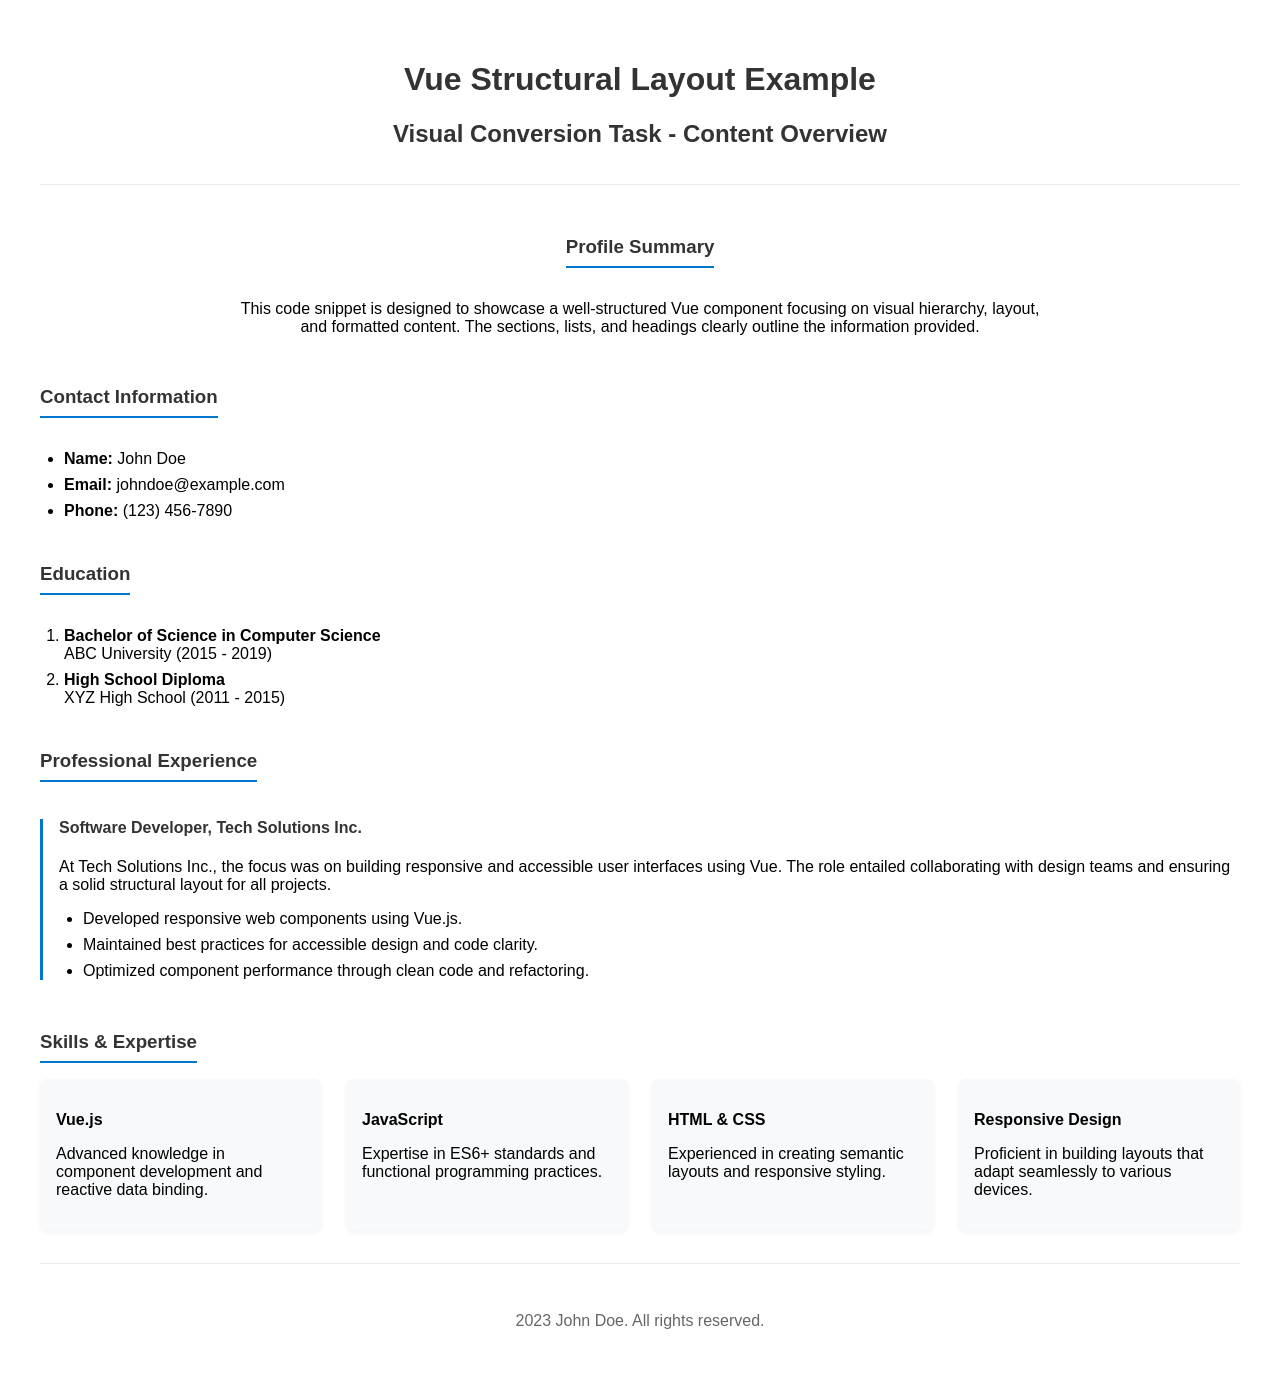 Vue Structural Layout Example
Visual Conversion Task - Content Overview
Profile Summary
This code snippet is designed to showcase a well-structured Vue component focusing on visual hierarchy, layout,
and formatted content. The sections, lists, and headings clearly outline the information provided.
Contact Information
• Name: John Doe
• Email: johndoe@example.com
• Phone: (123) 456-7890
Education
1. Bachelor of Science in Computer Science
ABC University (2015 - 2019)
2. High School Diploma
XYZ High School (2011 - 2015)
Professional Experience
Software Developer, Tech Solutions Inc.
At Tech Solutions Inc., the focus was on building responsive and accessible user interfaces using Vue. The role entailed collaborating with design teams and ensuring
a solid structural layout for all projects.
• Developed responsive web components using Vue.js.
• Maintained best practices for accessible design and code clarity.
• Optimized component performance through clean code and refactoring.
Skills & Expertise
Vue.js
Advanced knowledge in
component development and
reactive data binding.
JavaScript
Expertise in ES6+ standards and
functional programming practices.
HTML & CSS
Experienced in creating semantic
layouts and responsive styling.
Responsive Design
Proficient in building layouts that
adapt seamlessly to various
devices.
2023 John Doe. All rights reserved.